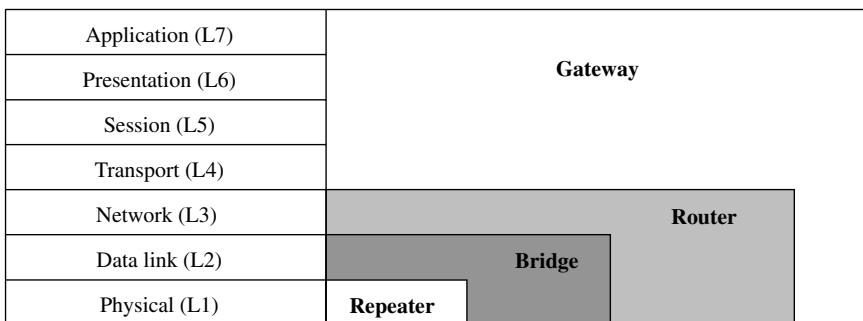 Application (L7)
Presentation (L6)
Gateway
Session (L5)
Transport (L4)
Network (L3)
Router
Data link (L2)
Bridge
Physical (L1)
Repeater